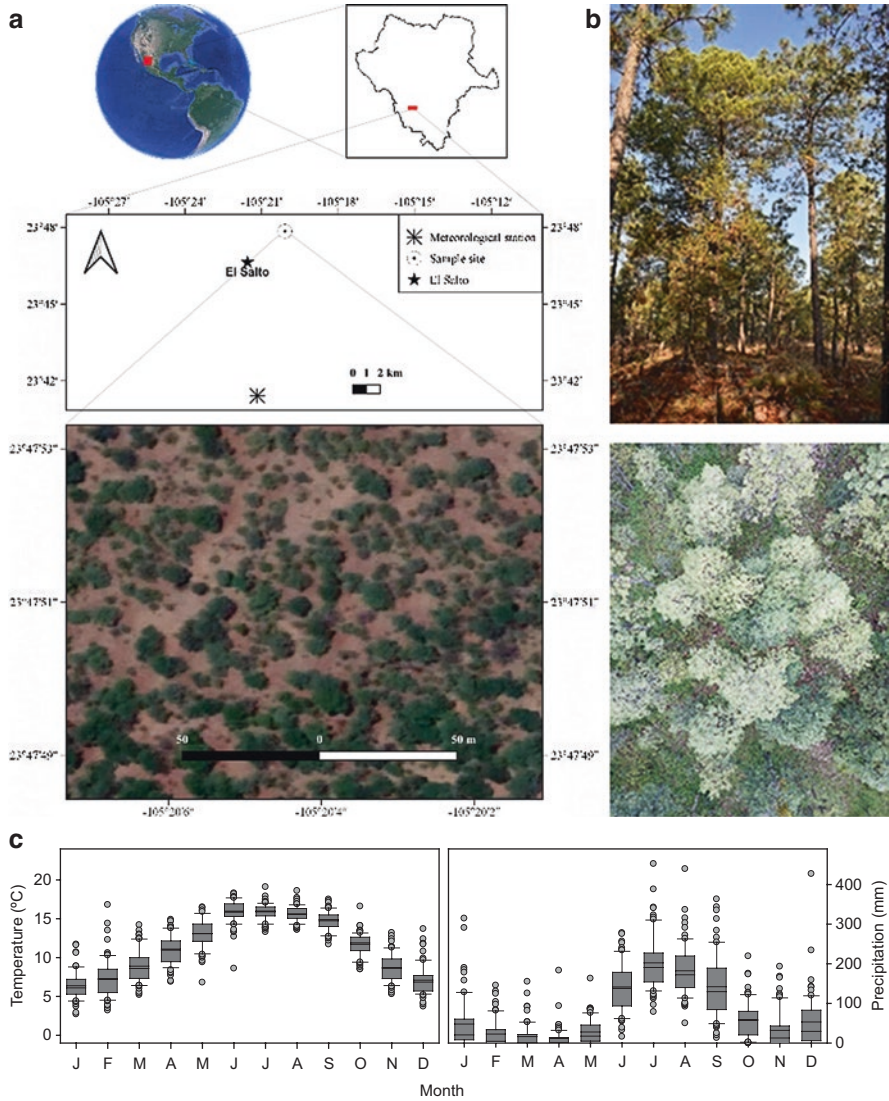 a
b
-105°27' -105°24' -105°21' -105°18' -105°15' -105°12'
23°48' 23°48'
Meteorological station
Sample site
El Salto
El Salto
23°45' 23°45'
0 1 2 km
23°42' 23°42'
23°47'53" 23°47'53"
23°47'51" 23°47'51"
50 0 50 m
23°47'49" 23°47'49"
-105°20'6" -105°20'4" -105°20'2"
c
Temperature (ºC)
20
15
10
5
0
J F M A M J J A S O N D
J F M A M J J A S O N D
400
300
200
100
0
Precipitation (mm)
Month